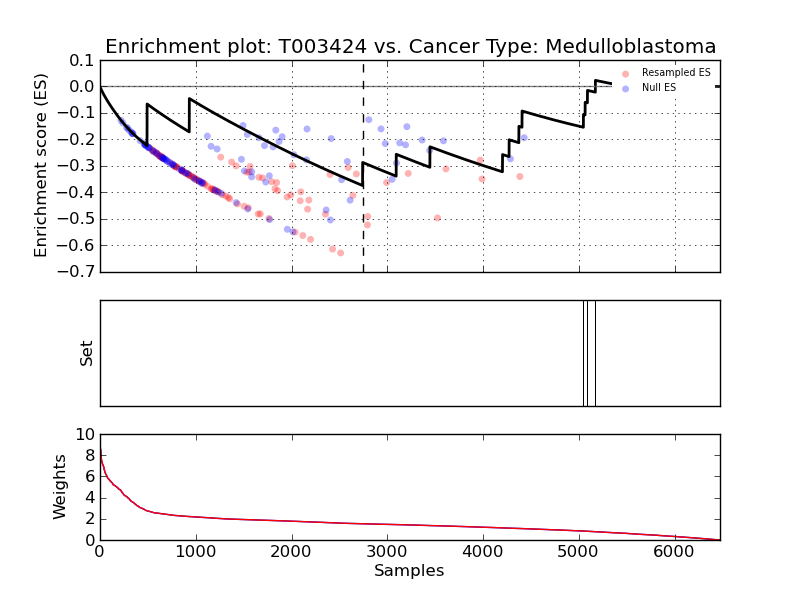 Enrichment plot: T003424 vs. Cancer Type: Medulloblastoma
Enrichment score (ES)
0.1
0.0
−0.1
−0.2
−0.3
−0.4
−0.5
−0.6
−0.7
Resampled ES
Null ES
Set
Weights
10
8
6
4
2
0
0 1000 2000 3000 4000 5000 6000
Samples